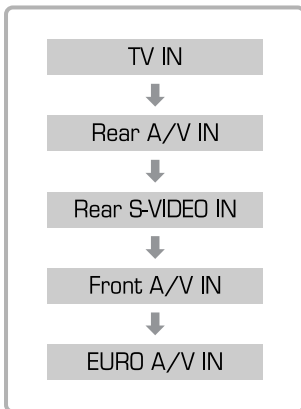 TV IN
Rear A/V IN
Rear S-VIDEO IN
Front A/V IN
EURO A/V IN